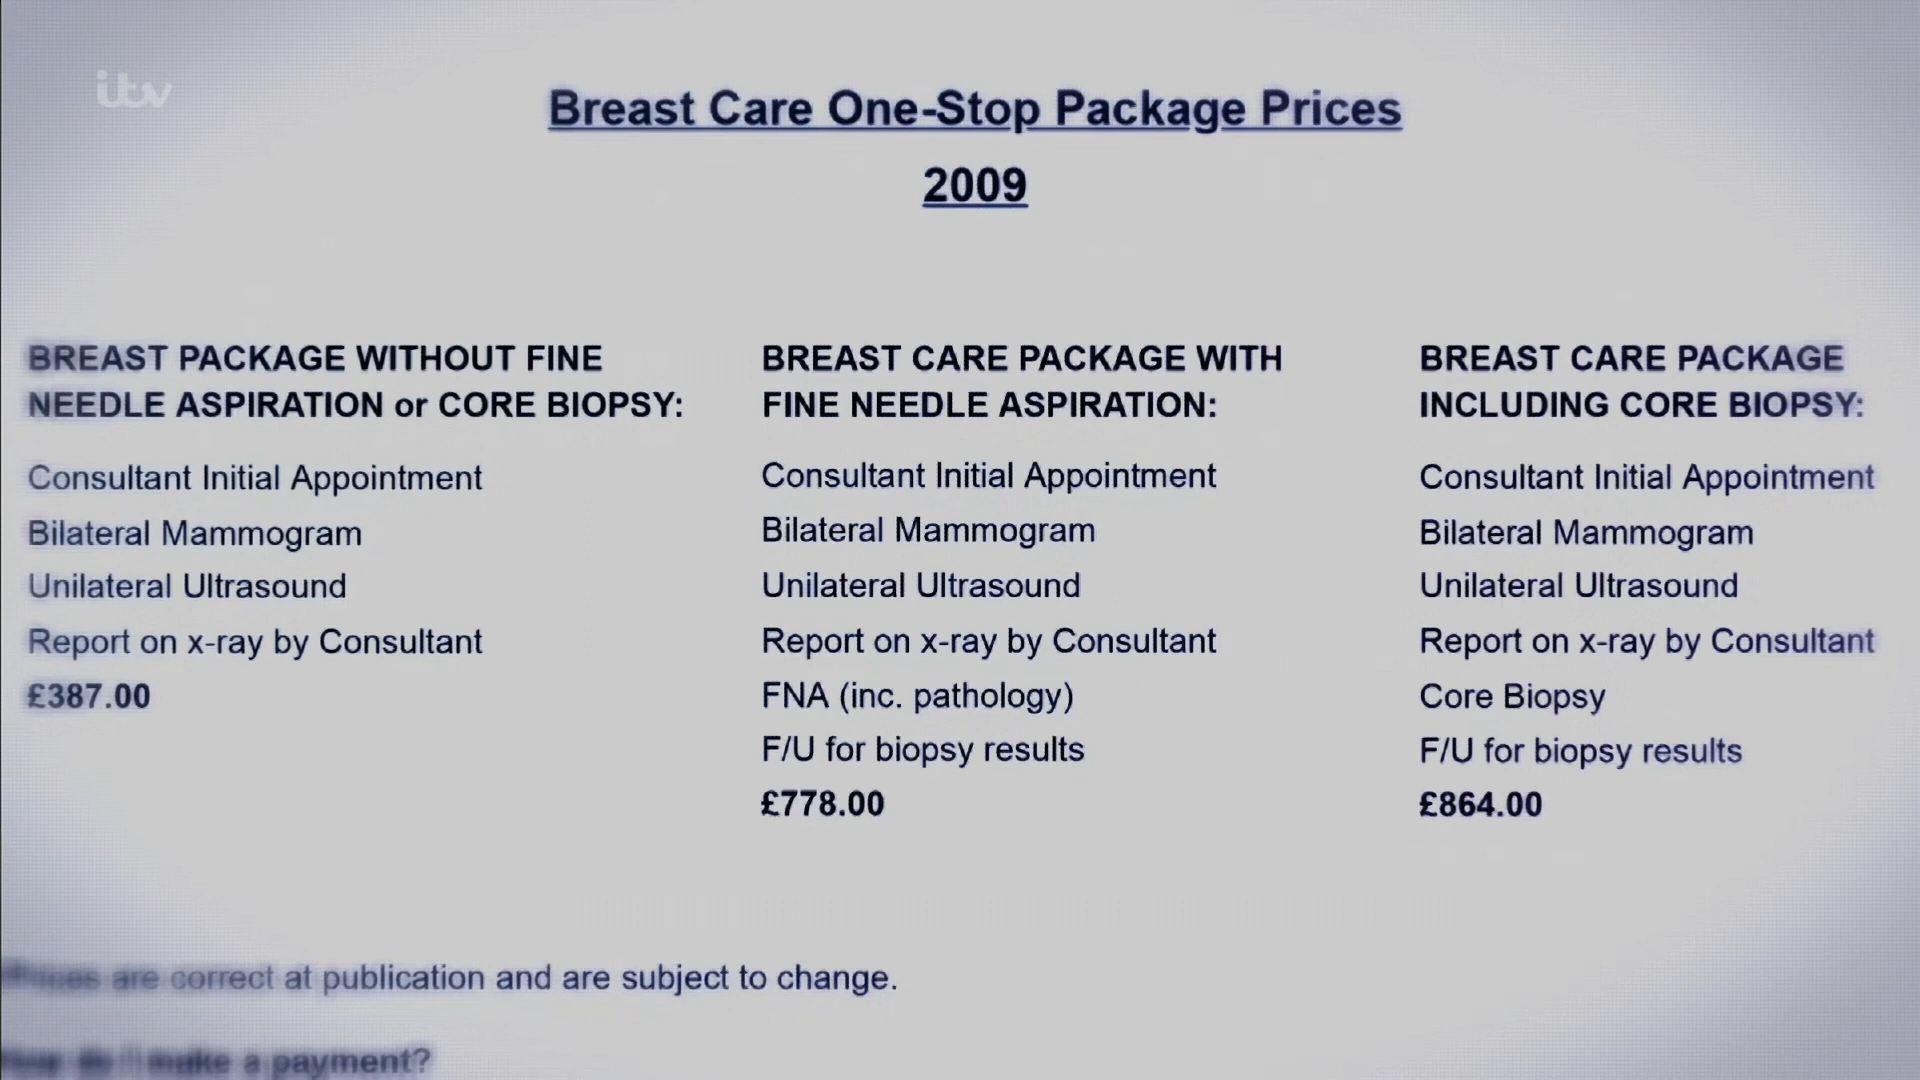 itv
Breast Care One-Stop Package Prices
2009
BREAST PACKAGE WITHOUT FINE
NEEDLE ASPIRATION or CORE BIOPSY:
Consultant Initial Appointment
Bilateral Mammogram
Unilateral Ultrasound
Report on x-ray by Consultant
£387.00
BREAST CARE PACKAGE WITH
FINE NEEDLE ASPIRATION:
Consultant Initial Appointment
Bilateral Mammogram
Unilateral Ultrasound
Report on x-ray by Consultant
FNA (inc. pathology)
F/U for biopsy results
£778.00
BREAST CARE PACKAGE
INCLUDING CORE BIOPSY:
Consultant Initial Appointment
Bilateral Mammogram
Unilateral Ultrasound
Report on x-ray by Consultant
Core Biopsy
F/U for biopsy results
£864.00
Prices are correct at publication and are subject to change.
How do I make a payment?